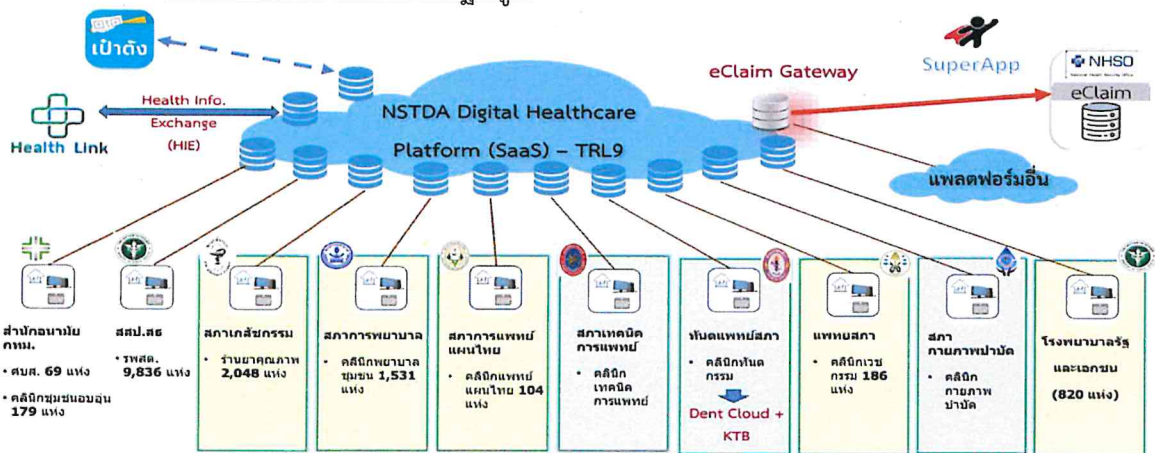 เป๋าตัง
Health Link
Health Info.
Exchange
(HIE)
NSTDA Digital Healthcare
Platform (SaaS) – TRL9
eClaim Gateway
SuperApp
NHSO
National Health Security Office
eClaim
แพลตฟอร์มอื่น
สำนักอนามัย
กทม.
• ศบส. 69 แห่ง
• คลินิกชุมชนอบอุ่น
179 แห่ง
สสป.สธ
• รพสต.
9,836 แห่ง
สภาเภสัชกรรม
• ร้านยาคุณภาพ
2,048 แห่ง
สภาการพยาบาล
• คลินิกพยาบาล
ชุมชน 1,531
แห่ง
สภาการแพทย์
แผนไทย
• คลินิกแพทย์
แผนไทย 104
แห่ง
สภาเทคนิค
การแพทย์
• คลินิก
เทคนิค
การแพทย์
ทันตแพทย์สภา
• คลินิกทันต
กรรม
Dent Cloud +
KTB
แพทยสภา
• คลินิกเวช
กรรม 186
แห่ง
สภา
กายภาพบำบัด
• คลินิก
กายภาพ
บำบัด
โรงพยาบาลรัฐ
และเอกชน
(820 แห่ง)